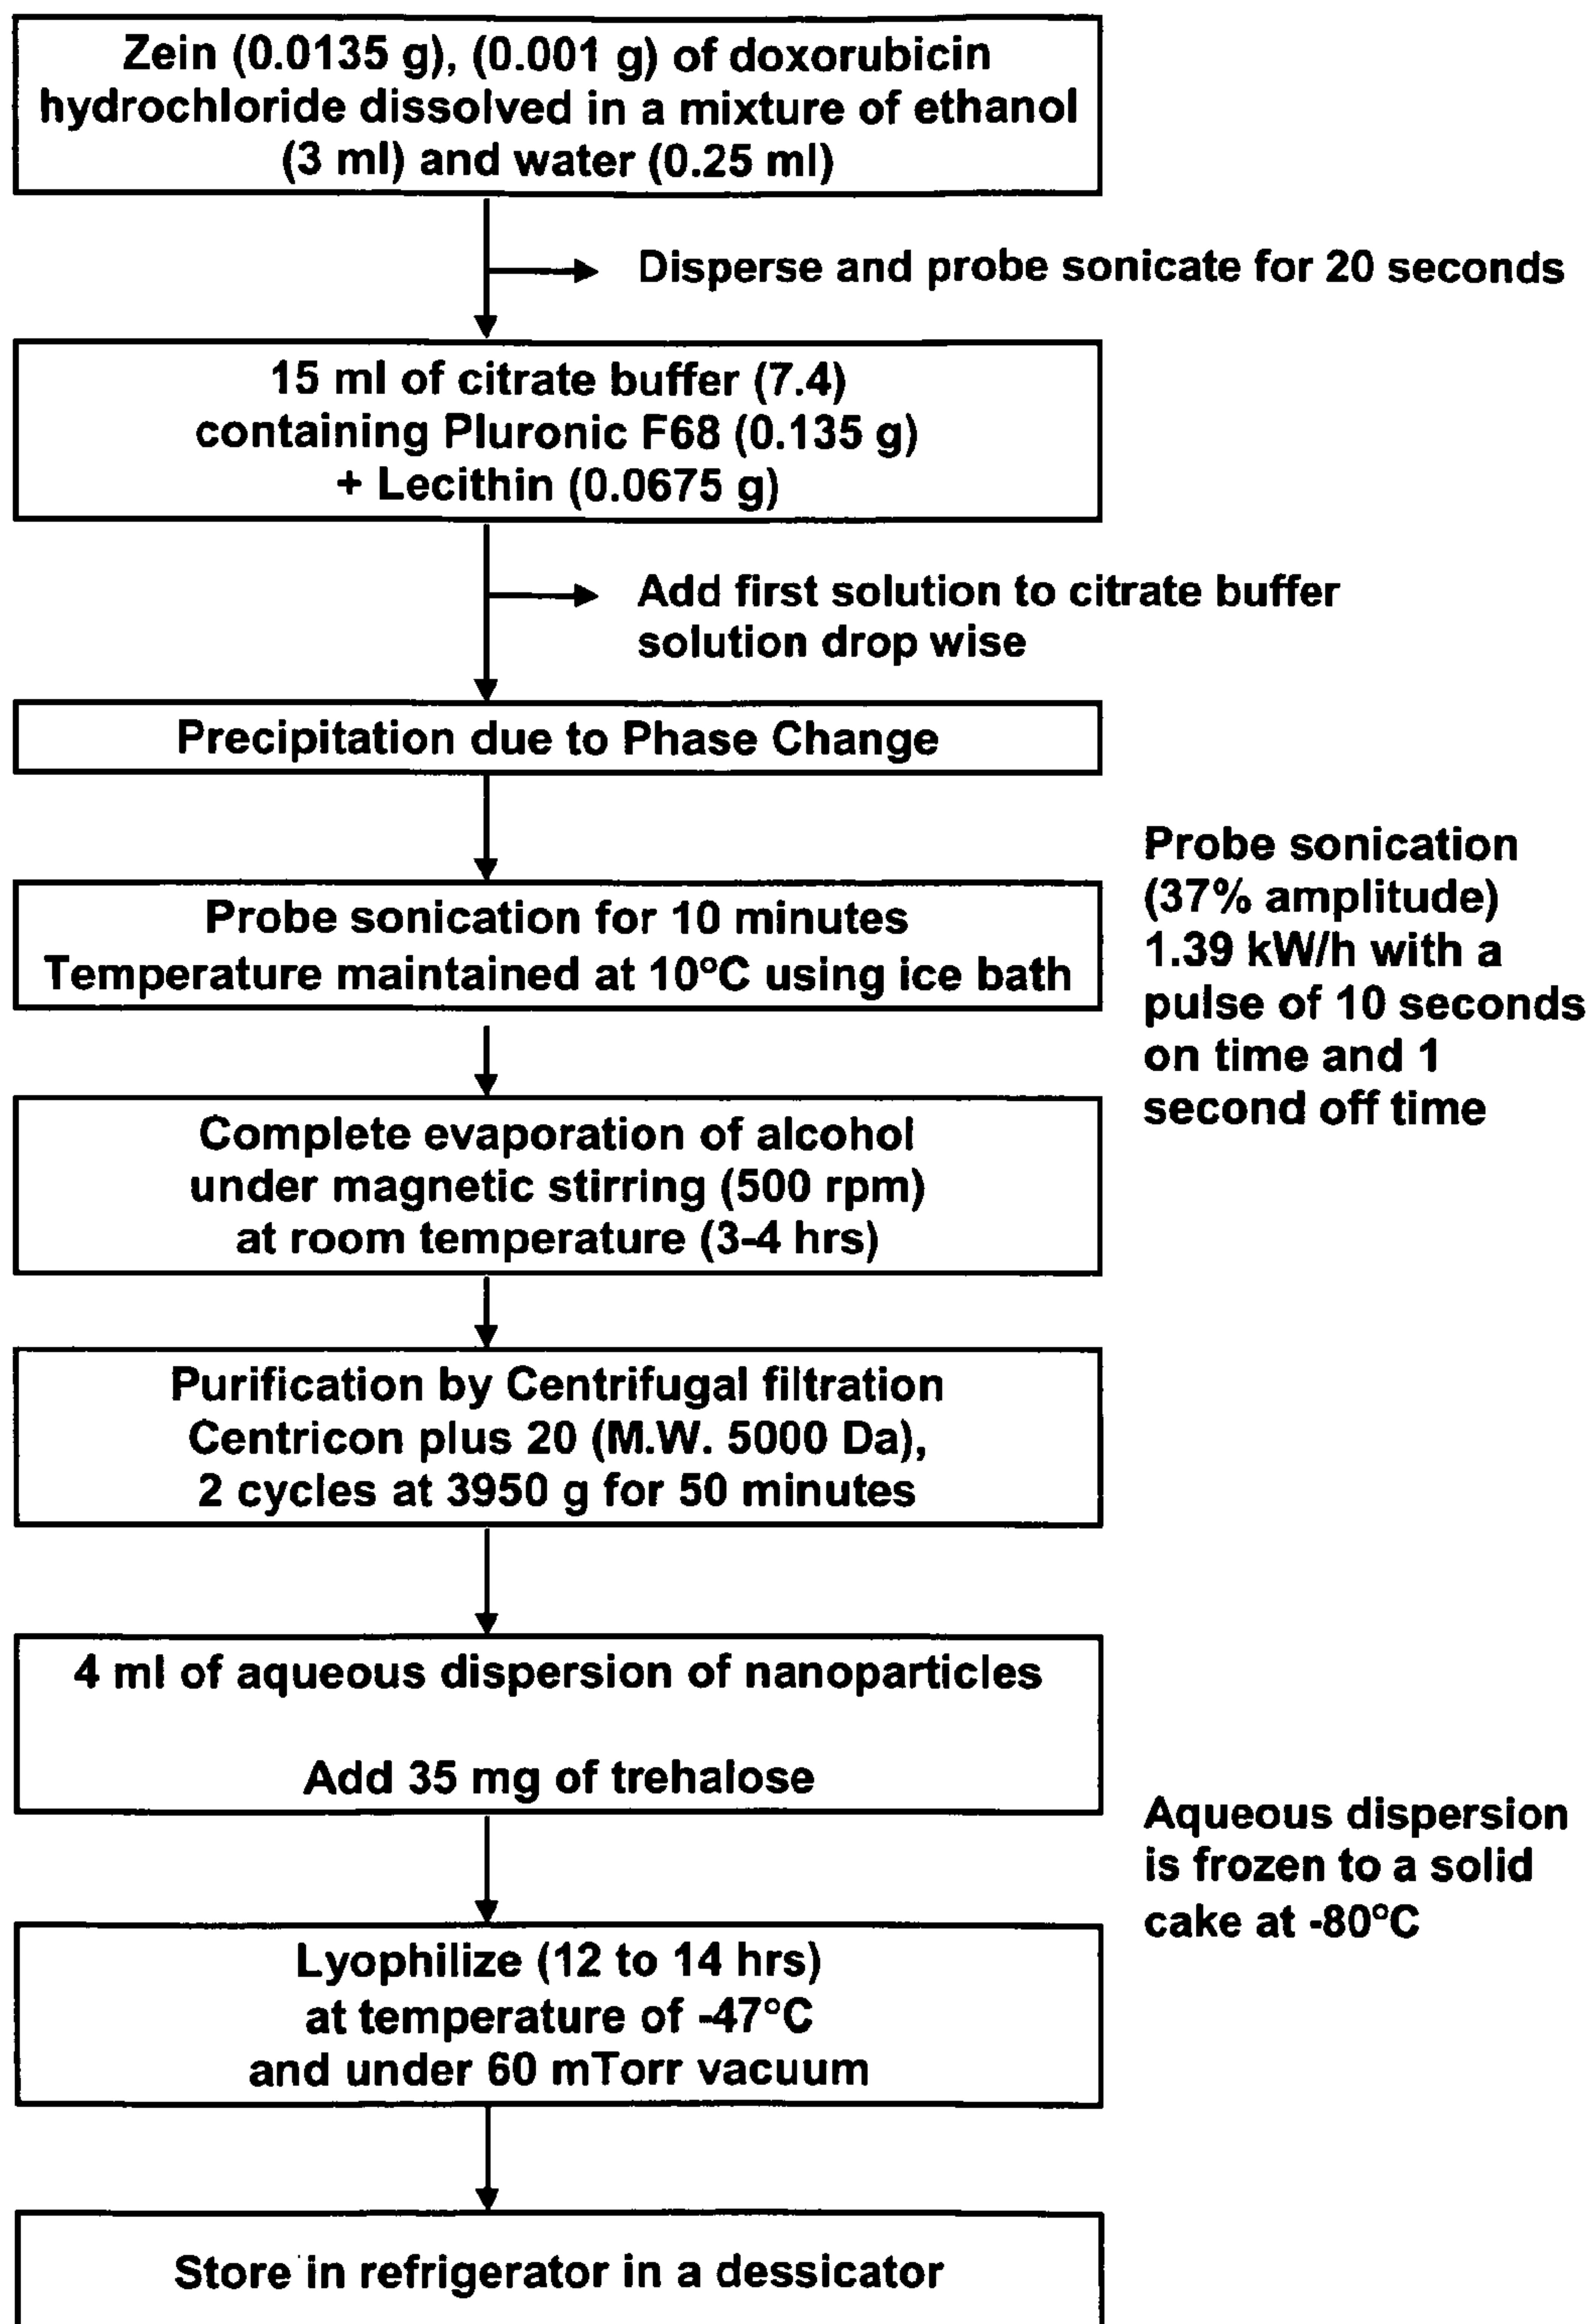 Zein (0.0135 g), (0.001 g) of doxorubicin
hydrochloride dissolved in a mixture of ethanol
(3 ml) and water (0.25 ml)
Disperse and probe sonicate for 20 seconds
15 ml of citrate buffer (7.4)
containing Pluronic F68 (0.135 g)
+ Lecithin (0.0675 g)
Add first solution to citrate buffer
solution drop wise
Precipitation due to Phase Change
Probe sonication for 10 minutes
Temperature maintained at 10°C using ice bath
Probe sonication
(37% amplitude)
1.39 kW/h with a
pulse of 10 seconds
on time and 1
second off time
Complete evaporation of alcohol
under magnetic stirring (500 rpm)
at room temperature (3-4 hrs)
Purification by Centrifugal filtration
Centricon plus 20 (M.W. 5000 Da),
2 cycles at 3950 g for 50 minutes
4 ml of aqueous dispersion of nanoparticles
Add 35 mg of trehalose
Aqueous dispersion
is frozen to a solid
cake at -80°C
Lyophilize (12 to 14 hrs)
at temperature of -47°C
and under 60 mTorr vacuum
Store in refrigerator in a dessicator